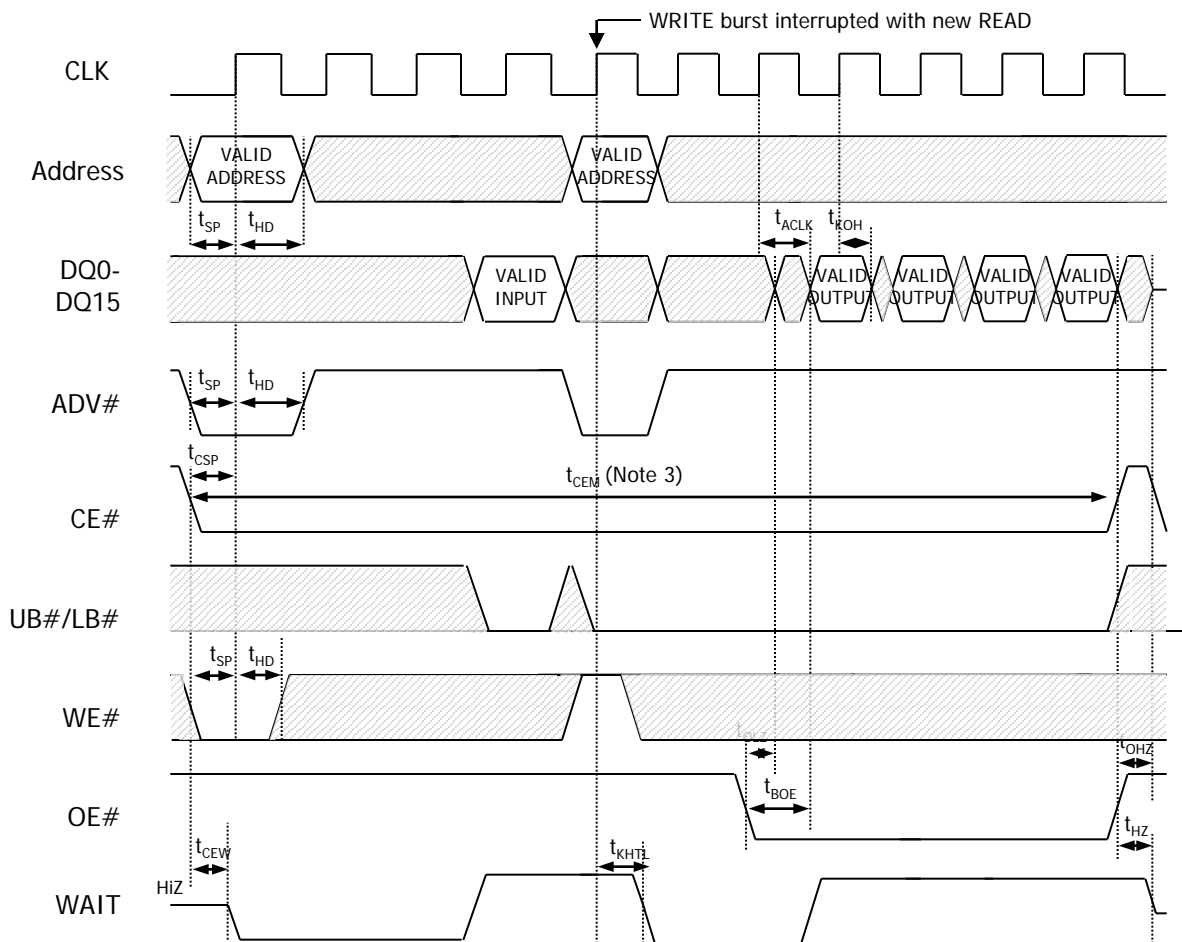 WRITE burst interrupted with new READ
CLK
Address
VALID ADDRESS
VALID ADDRESS
tSP
tHD
tACLK
tKOH
DQ0-
DQ15
VALID INPUT
VALID OUTPUT
VALID OUTPUT
VALID OUTPUT
VALID OUTPUT
ADV#
tSP
tHD
CE#
tCSP
tCEM (Note 3)
UB#/LB#
WE#
tSP
tHD
tOLZ
tOHZ
OE#
tBOE
tHZ
tCEW
tKHTL
HiZ
WAIT